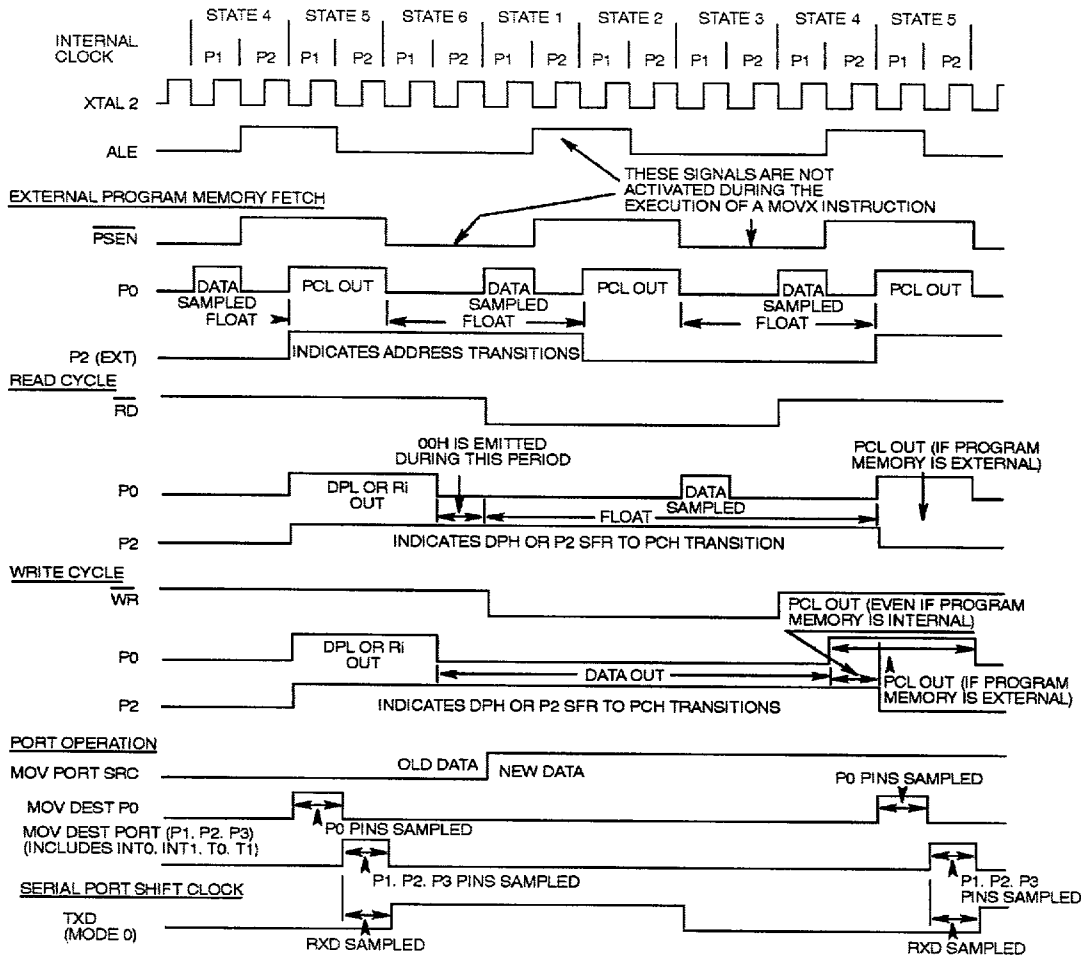 STATE 4 STATE 5 STATE 6 STATE 1 STATE 2 STATE 3 STATE 4 STATE 5
INTERNAL
CLOCK
P1 P2 P1 P2 P1 P2 P1 P2 P1 P2 P1 P2 P1 P2 P1 P2
XTAL 2
ALE
THESE SIGNALS ARE NOT
ACTIVATED DURING THE
EXECUTION OF A MOVX INSTRUCTION
EXTERNAL PROGRAM MEMORY FETCH
PSEN
P0
DATA PCL OUT DATA PCL OUT DATA PCL OUT
SAMPLED SAMPLED SAMPLED
FLOAT FLOAT FLOAT
P2 (EXT)
INDICATES ADDRESS TRANSITIONS
READ CYCLE
RD
00H IS EMITTED
DURING THIS PERIOD
PCL OUT (IF PROGRAM
MEMORY IS EXTERNAL)
P0
DPL OR Ri
OUT
DATA
SAMPLED
FLOAT
P2
INDICATES DPH OR P2 SFR TO PCH TRANSITION
WRITE CYCLE
WR
PCL OUT (EVEN IF PROGRAM
MEMORY IS INTERNAL)
P0
DPL OR Ri
OUT
DATA OUT
PCL OUT (IF PROGRAM
MEMORY IS EXTERNAL)
P2
INDICATES DPH OR P2 SFR TO PCH TRANSITIONS
PORT OPERATION
MOV PORT SRC
OLD DATA NEW DATA
P0 PINS SAMPLED
MOV DEST P0
P0 PINS SAMPLED
MOV DEST PORT (P1. P2. P3)
(INCLUDES INT0. INT1. T0. T1)
P1. P2. P3 PINS SAMPLED
P1. P2. P3
PINS SAMPLED
SERIAL PORT SHIFT CLOCK
TXD
(MODE 0)
RXD SAMPLED RXD SAMPLED